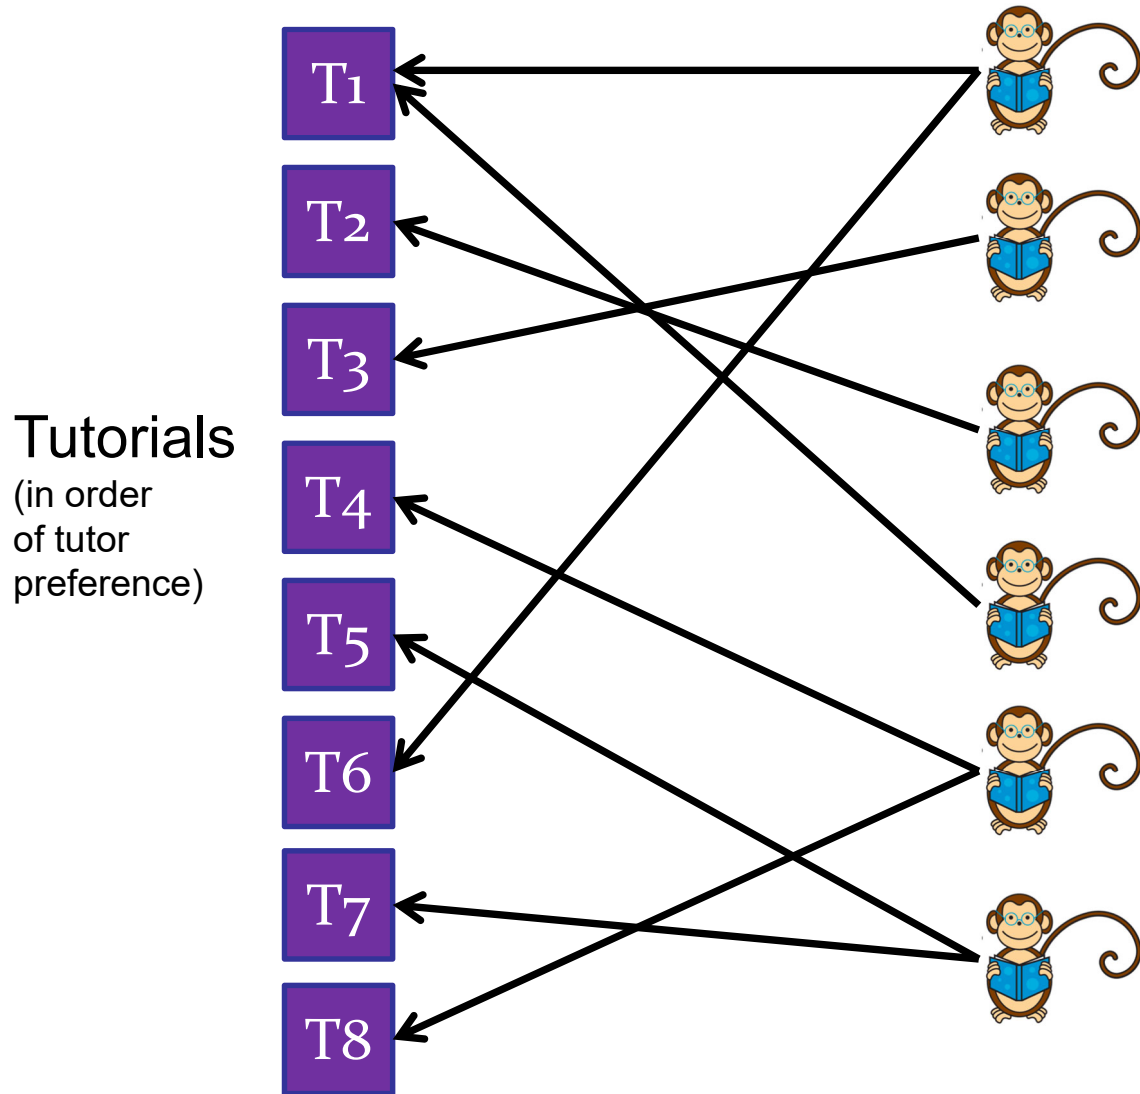 T1
T2
T3
Tutorials
(in order
of tutor
preference)
T4
T5
T6
T7
T8